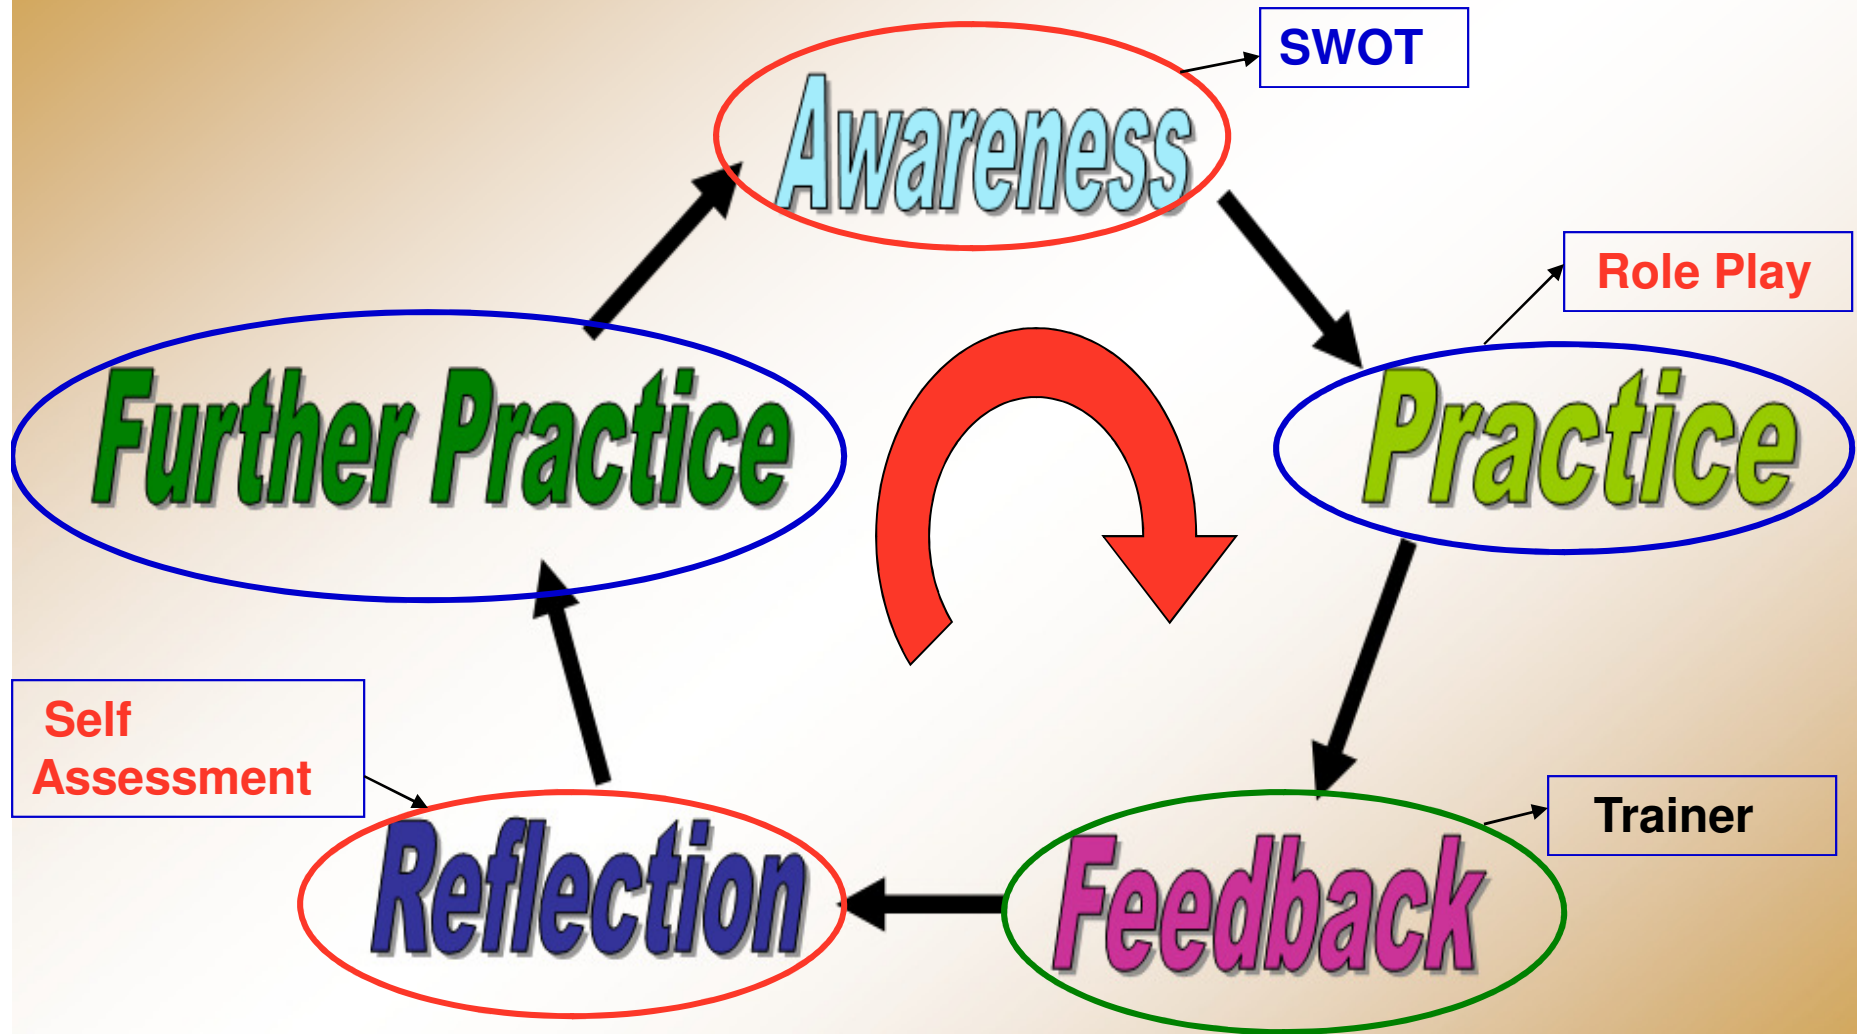 SWOT
Awareness
Role Play
Further Practice
Practice
Self
Assessment
Trainer
Reflection
Feedback